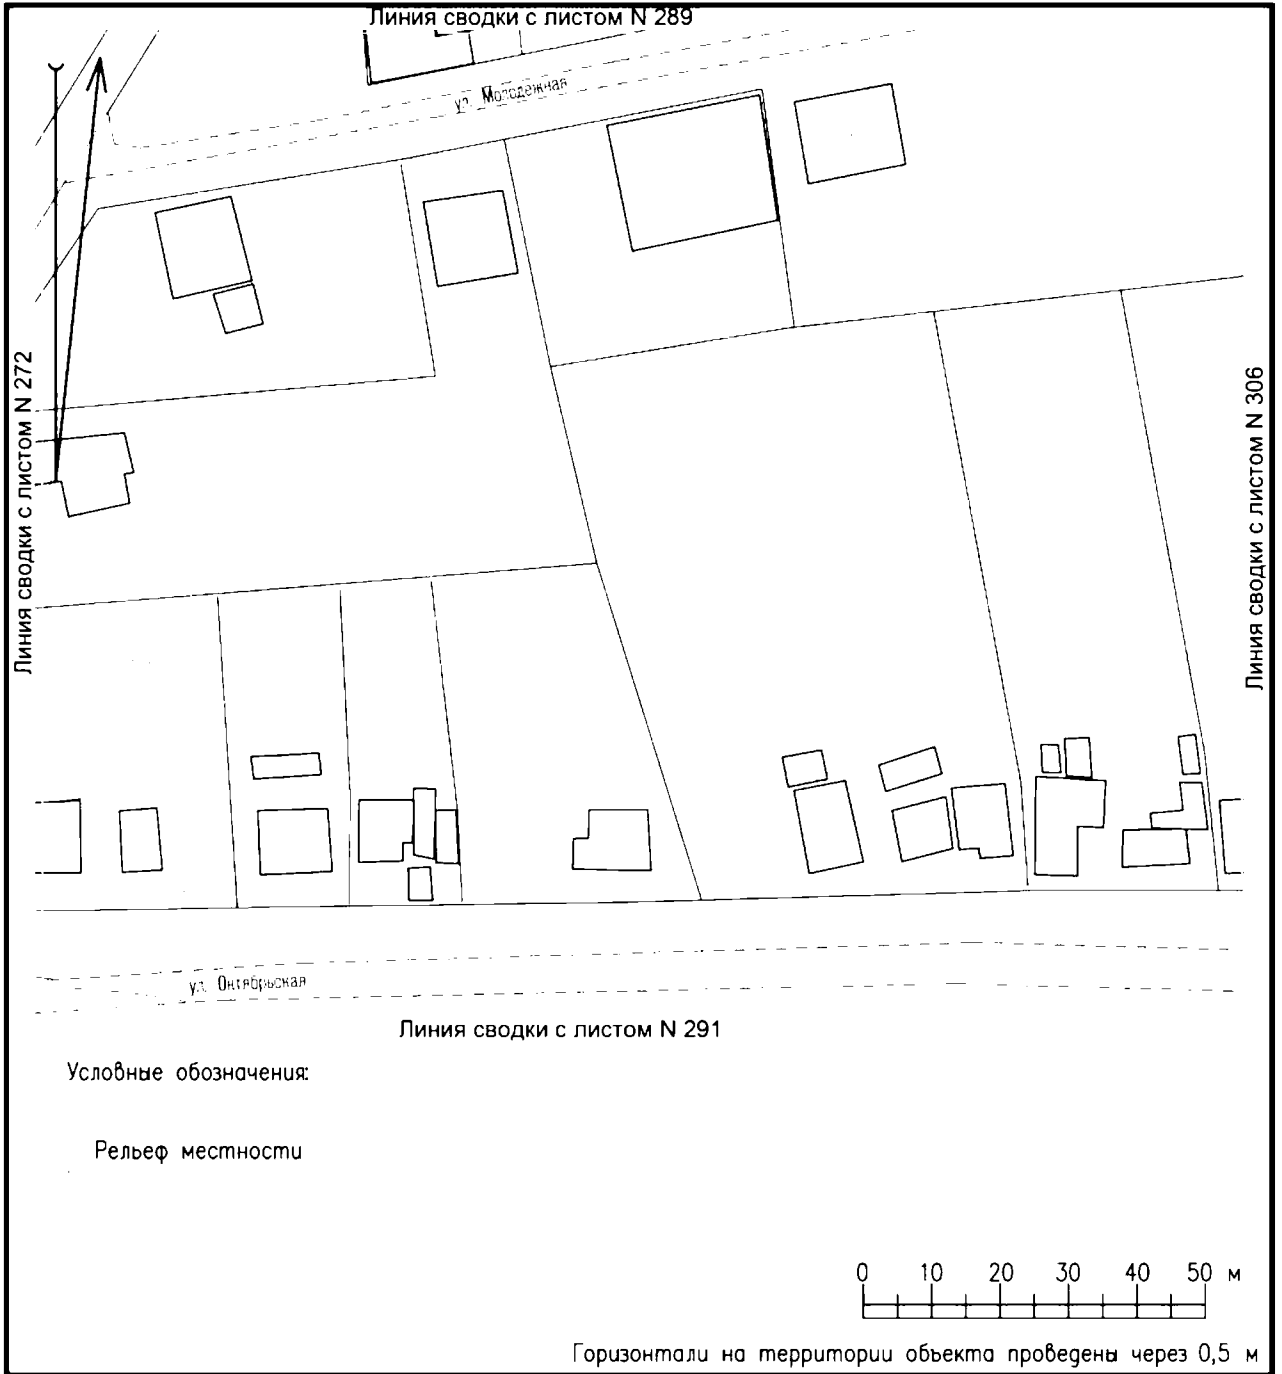 Линия сводки с листом N 289
ул. Молодежная
Линия сводки с листом N 272
Линия сводки с листом N 306
ул. Октябрьская
Линия сводки с листом N 291
Условные обозначения:
Рельеф местности
0 10 20 30 40 50 м
Горизонтали на территории объекта проведены через 0,5 м